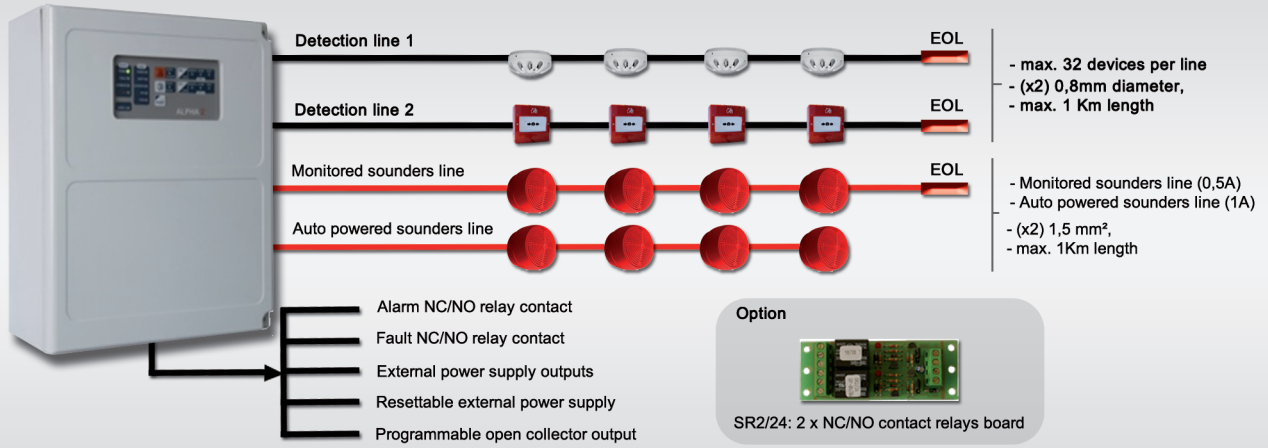 ALPHA
Detection line 1
EOL
- max. 32 devices per line
- (x2) 0,8mm diameter,
- max. 1 Km length
Detection line 2
EOL
Monitored sounders line
EOL
- Monitored sounders line (0,5A)
- Auto powered sounders line (1A)
- (x2) 1,5 mm²,
- max. 1Km length
Auto powered sounders line
Alarm NC/NO relay contact
Fault NC/NO relay contact
External power supply outputs
Resettable external power supply
Programmable open collector output
Option
SR2/24: 2 x NC/NO contact relays board